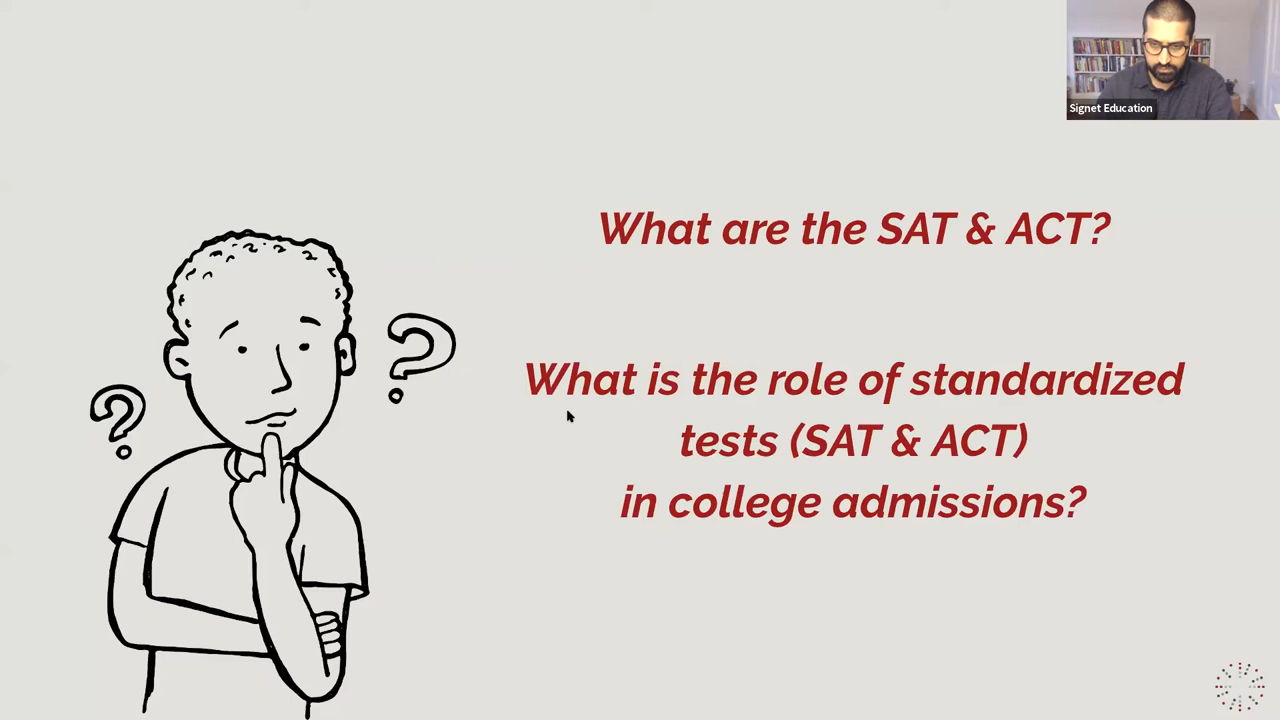 Signet Education
What are the SAT & ACT?
What is the role of standardized
tests (SAT & ACT)
in college admissions?
? 
?